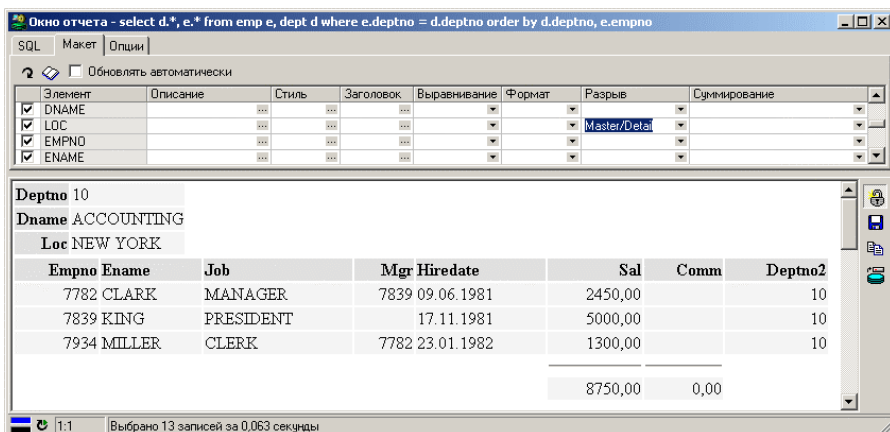 Окно отчета - select d.*, e.* from emp e, dept d where e.deptno = d.deptno order by d.deptno, e.empno
SQL Макет Опции
Обновлять автоматически
Элемент Описание Стиль Заголовок Выравнивание Формат Разрыв Суммирование
DNAME
LOC Master/Detai
EMPNO
ENAME
Deptno 10
Dname ACCOUNTING
Loc NEW YORK
Empno Ename Job Mgr Hiredate Sal Comm Deptno2
7782 CLARK MANAGER 7839 09.06.1981 2450,00 10
7839 KING PRESIDENT 17.11.1981 5000,00 10
7934 MILLER CLERK 7782 23.01.1982 1300,00 10
8750,00 0,00
1:1 Выбрано 13 записей за 0,063 секунды